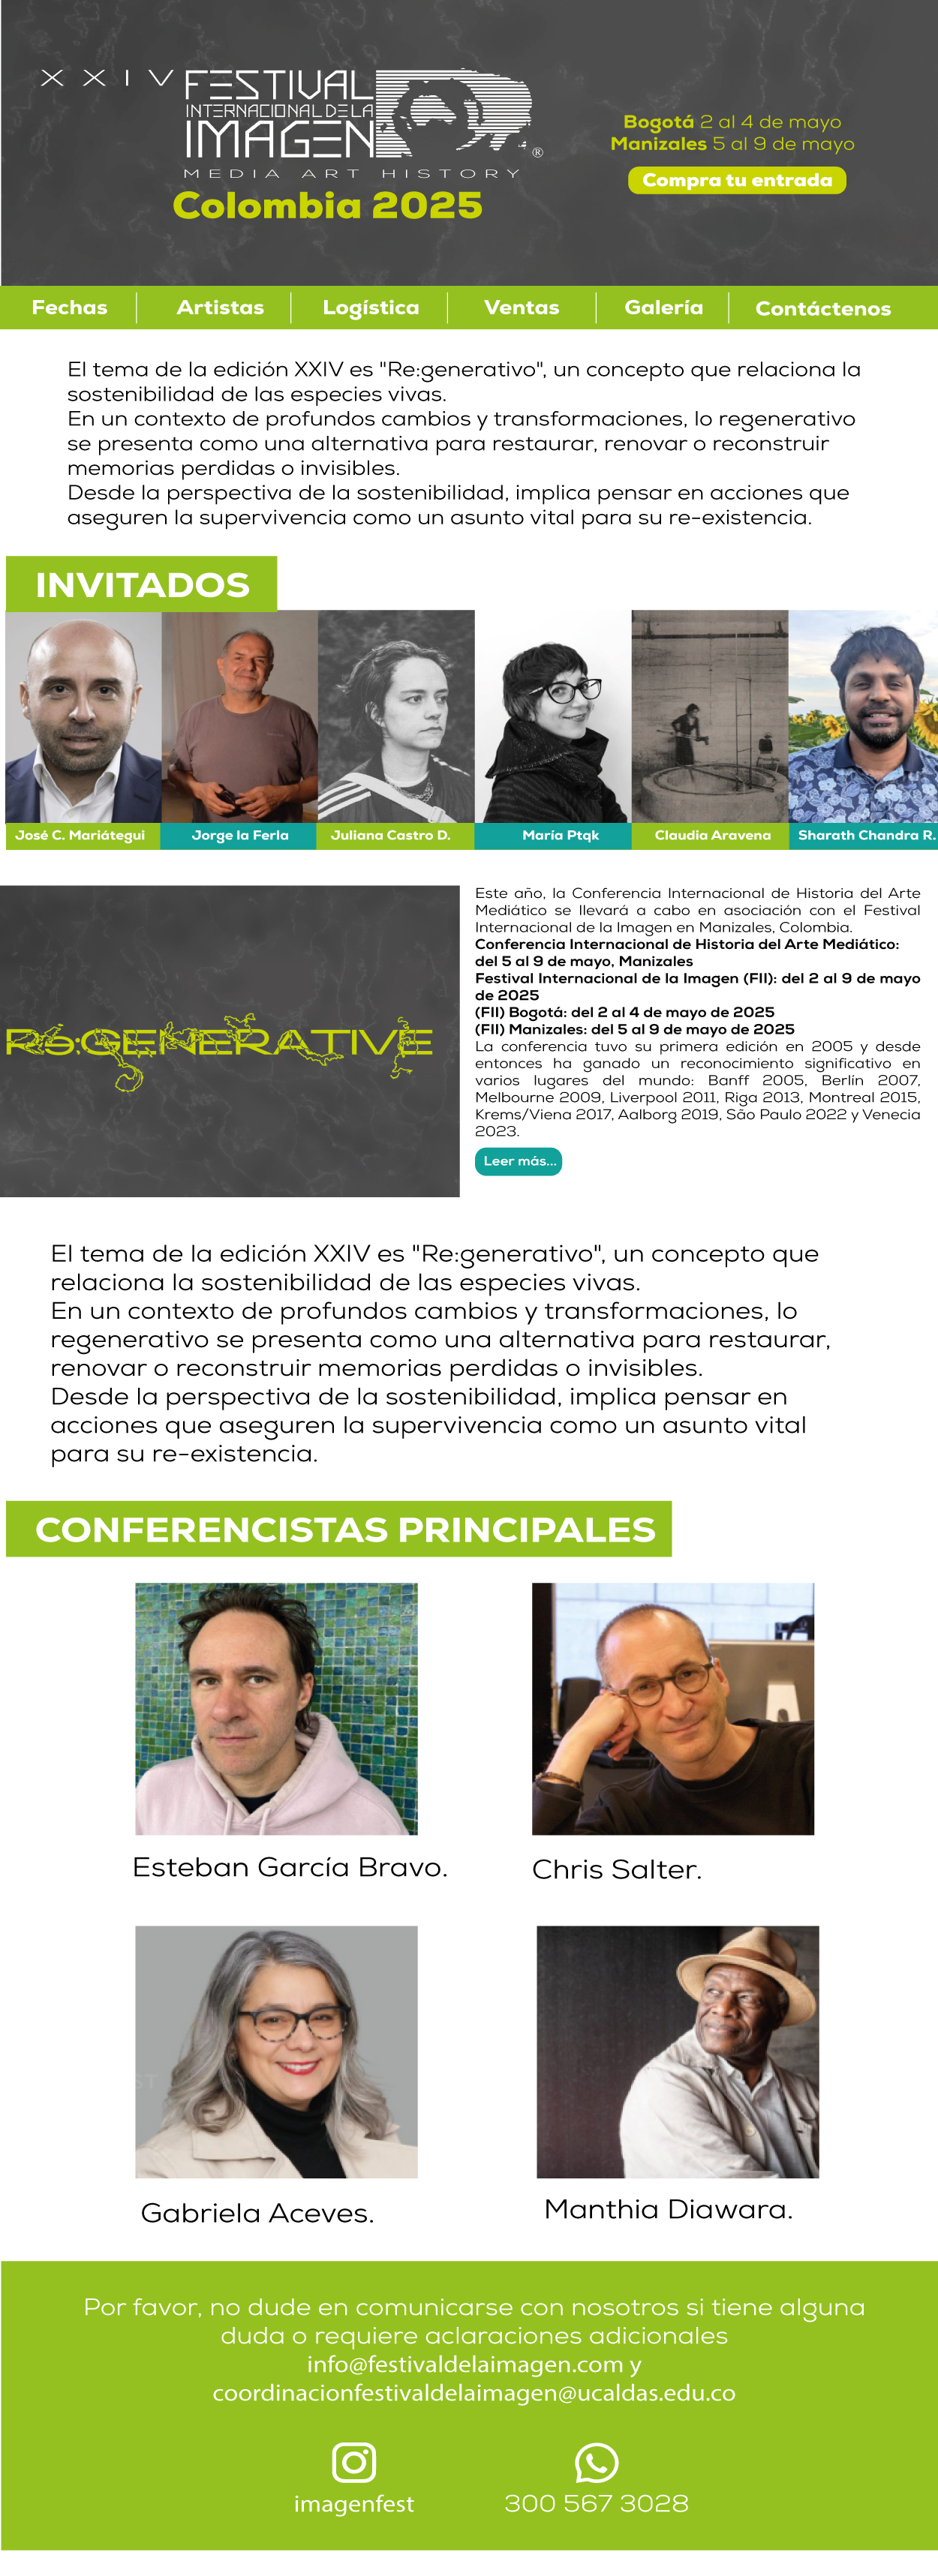 XXIV FESTIVAL
INTERNACIONAL DE LA
IMAGEN
®
MEDIA ART HISTORY
Colombia 2025
Bogotá 2 al 4 de mayo
Manizales 5 al 9 de mayo
Compra tu entrada
Fechas
Artistas
Logística
Ventas
Galería
Contáctenos
El tema de la edición XXIV es "Re:generativo", un concepto que relaciona la
sostenibilidad de las especies vivas.
En un contexto de profundos cambios y transformaciones, lo regenerativo
se presenta como una alternativa para restaurar, renovar o reconstruir
memorias perdidas o invisibles.
Desde la perspectiva de la sostenibilidad, implica pensar en acciones que
aseguren la supervivencia como un asunto vital para su re-existencia.
INVITADOS
José C. Mariátegui
Jorge la Ferla
Juliana Castro D.
María Ptqk
Claudia Aravena
Sharath Chandra R.
Re:GENERATIVE
Este año, la Conferencia Internacional de Historia del Arte
Mediático se llevará a cabo en asociación con el Festival
Internacional de la Imagen en Manizales, Colombia.
Conferencia Internacional de Historia del Arte Mediático:
del 5 al 9 de mayo, Manizales
Festival Internacional de la Imagen (FII): del 2 al 9 de mayo
de 2025
(FII) Bogotá: del 2 al 4 de mayo de 2025
(FII) Manizales: del 5 al 9 de mayo de 2025
La conferencia tuvo su primera edición en 2005 y desde
entonces ha ganado un reconocimiento significativo en
varios lugares del mundo: Banff 2005, Berlín 2007,
Melbourne 2009, Liverpool 2011, Riga 2013, Montreal 2015,
Krems/Viena 2017, Aalborg 2019, São Paulo 2022 y Venecia
2023.
Leer más...
El tema de la edición XXIV es "Re:generativo", un concepto que
relaciona la sostenibilidad de las especies vivas.
En un contexto de profundos cambios y transformaciones, lo
regenerativo se presenta como una alternativa para restaurar,
renovar o reconstruir memorias perdidas o invisibles.
Desde la perspectiva de la sostenibilidad, implica pensar en
acciones que aseguren la supervivencia como un asunto vital
para su re-existencia.
CONFERENCISTAS PRINCIPALES
Esteban García Bravo.
Chris Salter.
Gabriela Aceves.
Manthia Diawara.
Por favor, no dude en comunicarse con nosotros si tiene alguna
duda o requiere aclaraciones adicionales
info@festivaldelaimagen.com y
coordinacionfestivaldelaimagen@ucaldas.edu.co
imagenfest
300 567 3028